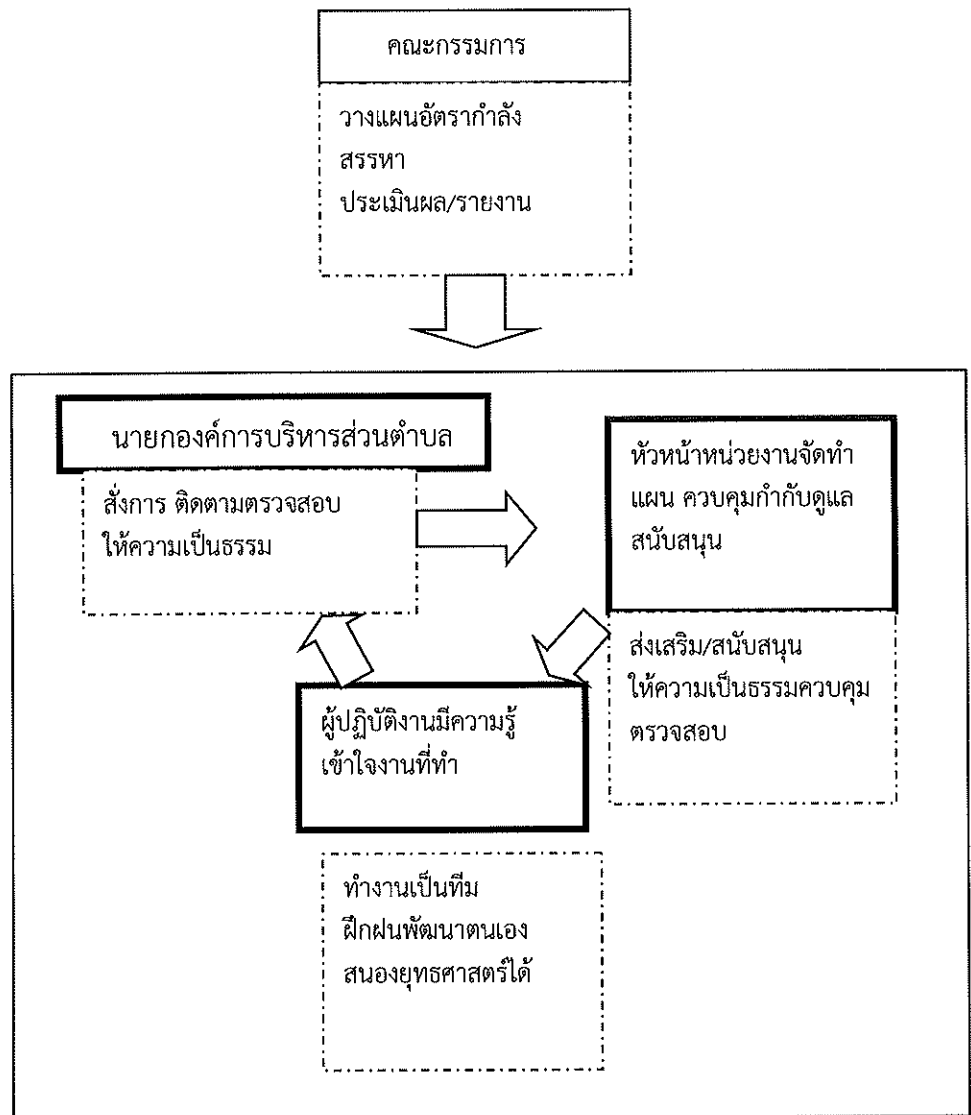 คณะกรรมการ
วางแผนอัตรากำลัง
สรรหา
ประเมินผล/รายงาน
นายกองค์การบริหารส่วนตำบล
สั่งการ ติดตามตรวจสอบ
ให้ความเป็นธรรม
หัวหน้าหน่วยงานจัดทำ
แผน ควบคุมกำกับดูแล
สนับสนุน
ส่งเสริม/สนับสนุน
ให้ความเป็นธรรมควบคุม
ตรวจสอบ
ผู้ปฏิบัติงานมีความรู้
เข้าใจงานที่ทำ
ทำงานเป็นทีม
ฝึกฝนพัฒนาตนเอง
สนองยุทธศาสตร์ได้